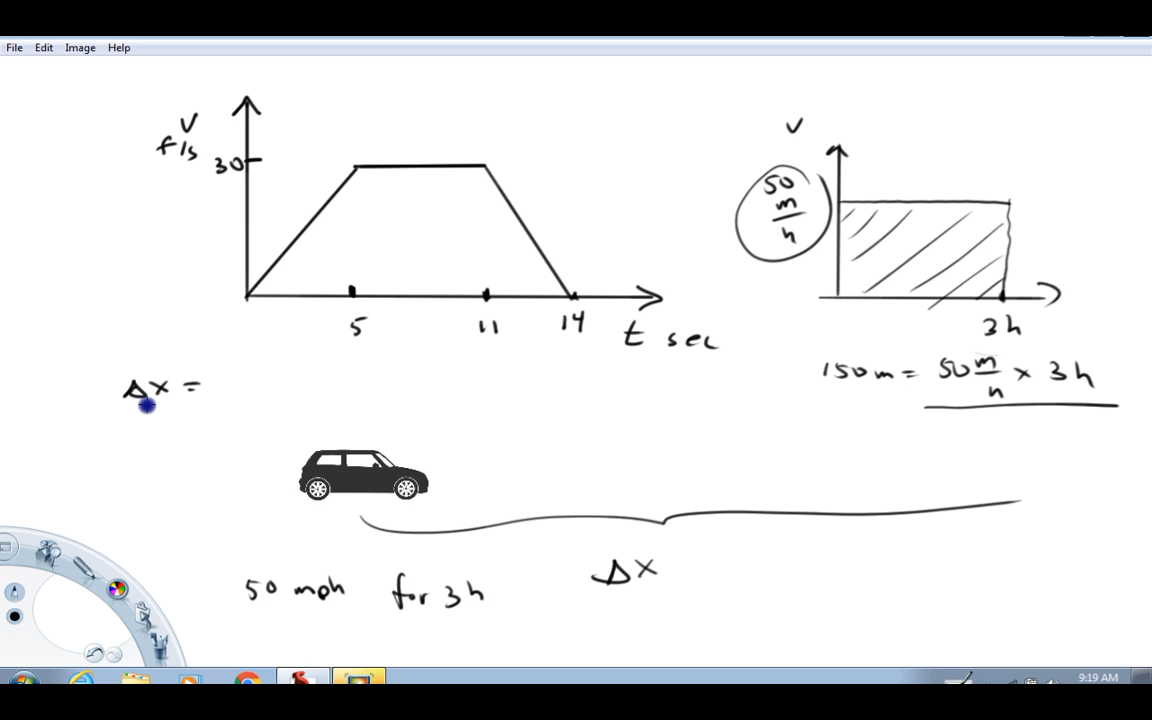 File Edit Image Help
V
f/s
30
5 11 14
t sec
Δx =
V
50
m
h
3h
150m = 50 m/h × 3h
Δx
50 mph for 3h
9:19 AM